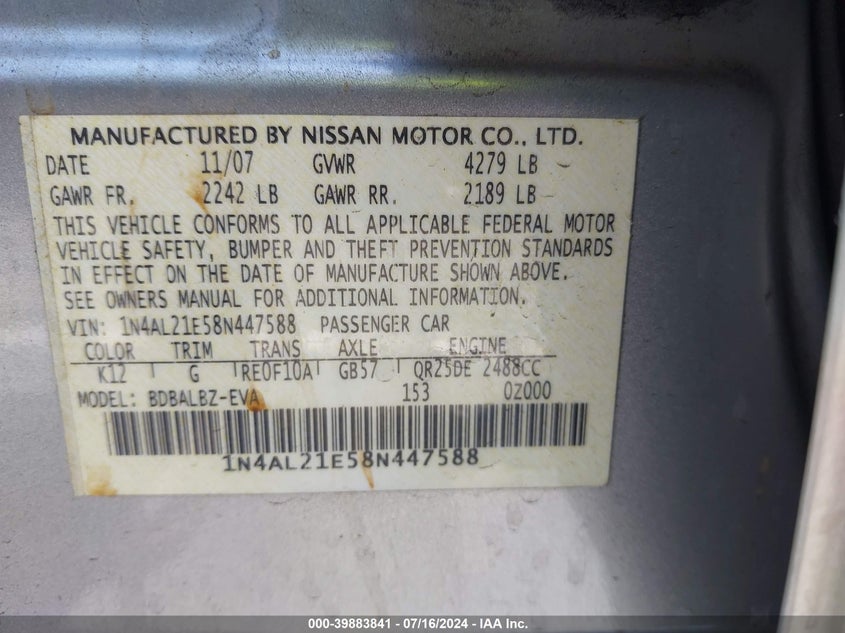 MANUFACTURED BY NISSAN MOTOR CO., LTD.
DATE 11/07 GVWR 4279 LB
GAWR FR. 2242 LB GAWR RR. 2189 LB
THIS VEHICLE CONFORMS TO ALL APPLICABLE FEDERAL MOTOR
VEHICLE SAFETY, BUMPER AND THEFT PREVENTION STANDARDS
IN EFFECT ON THE DATE OF MANUFACTURE SHOWN ABOVE.
SEE OWNERS MANUAL FOR ADDITIONAL INFORMATION.
VIN: 1N4AL21E58N447588 PASSENGER CAR
COLOR TRIM TRANS AXLE ENGINE
K12 G RE0F10A GB57 QR25DE 2488CC
MODEL: BDBALBZ-EVA 153 0Z000
1N4AL21E58N447588
000-39883841 - 07/16/2024 - IAA Inc.